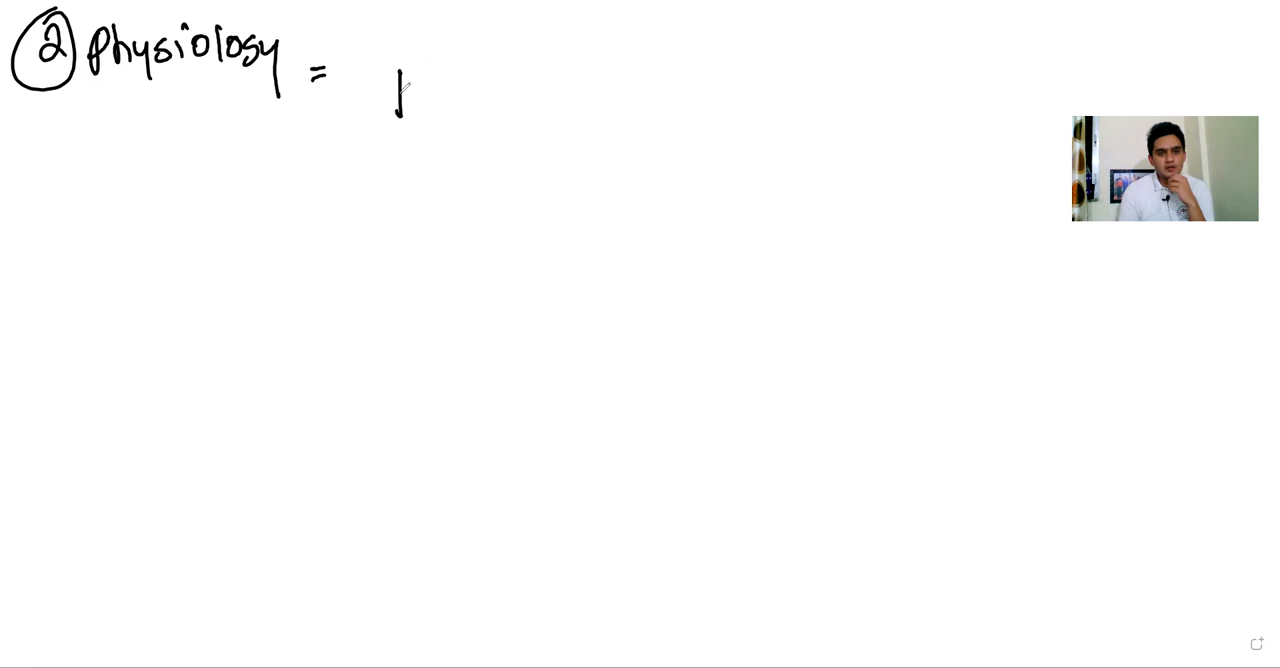 ② Physiology =